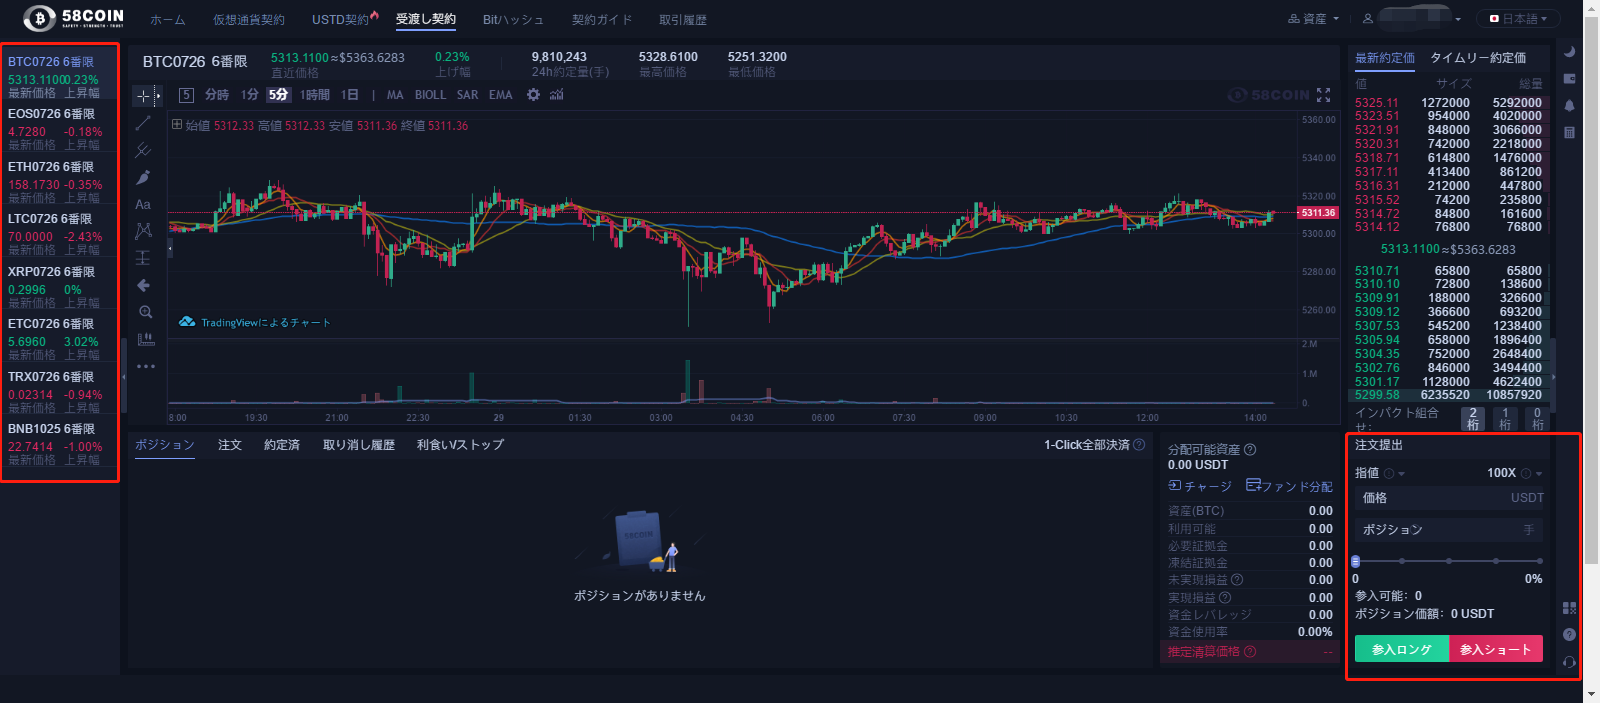 58COIN
SAFETY · STRENGTH · TRUST
ホーム 仮想通貨契約 USTD契約 受渡し契約 Bitハッシュ 契約ガイド 取引履歴
資産 日本語
BTC0726 6番限
5313.1100 0.23%
最新価格 上昇幅
EOS0726 6番限
4.7280 -0.18%
最新価格 上昇幅
ETH0726 6番限
158.1730 -0.35%
最新価格 上昇幅
LTC0726 6番限
70.0000 -2.43%
最新価格 上昇幅
XRP0726 6番限
0.2996 0%
最新価格 上昇幅
ETC0726 6番限
5.6960 3.02%
最新価格 上昇幅
TRX0726 6番限
0.02314 -0.94%
最新価格 上昇幅
BNB1025 6番限
22.7414 -1.00%
最新価格 上昇幅
BTC0726 6番限
5313.1100≈$5363.6283 0.23% 9,810,243 5328.6100 5251.3200
直近価格 上げ幅 24h約定量(手) 最高価格 最低価格
5 分時 1分 5分 1時間 1日 | MA BIOLL SAR EMA
58COIN
始値 5312.33 高値 5312.33 安値 5311.36 終値 5311.36
Aa
5360.00
5340.00
5320.00
5311.36
5300.00
5280.00
5260.00
TradingViewによるチャート
2.M
1.M
0
8:00 19:30 21:00 22:30 29 01:30 03:00 04:30 06:00 07:30 09:00 10:30 12:00 14:00
最新約定価 タイムリー約定価
値 サイズ 総量
5325.11 1272000 5292000
5323.51 954000 4020000
5321.91 848000 3066000
5320.31 742000 2218000
5318.71 614800 1476000
5317.11 413400 861200
5316.31 212000 447800
5315.52 74200 235800
5314.72 84800 161600
5314.12 76800 76800
5313.1100≈$5363.6283
5310.71 65800 65800
5310.10 72800 138600
5309.91 188000 326600
5309.12 366600 693200
5307.53 545200 1238400
5305.94 658000 1896400
5304.35 752000 2648400
5302.76 846000 3494400
5301.17 1128000 4622400
5299.58 6235520 10857920
インパクト組合せ: 2桁 1桁 0桁
ポジション 注文 約定済 取り消し履歴 利食い/ストップ 1-Click全部決済
58COIN
ポジションがありません
分配可能資産
0.00 USDT
チャージ ファンド分配
資産(BTC) 0.00
利用可能 0.00
必要証拠金 0.00
凍結証拠金 0.00
未実現損益 0.00
実現損益 0.00
資金レバレッジ 0.00
資金使用率 0.00%
推定清算価格 --
注文提出
指値 100X
価格 USDT
ポジション 手
0 0%
参入可能: 0
ポジション価額: 0 USDT
参入ロング 参入ショート